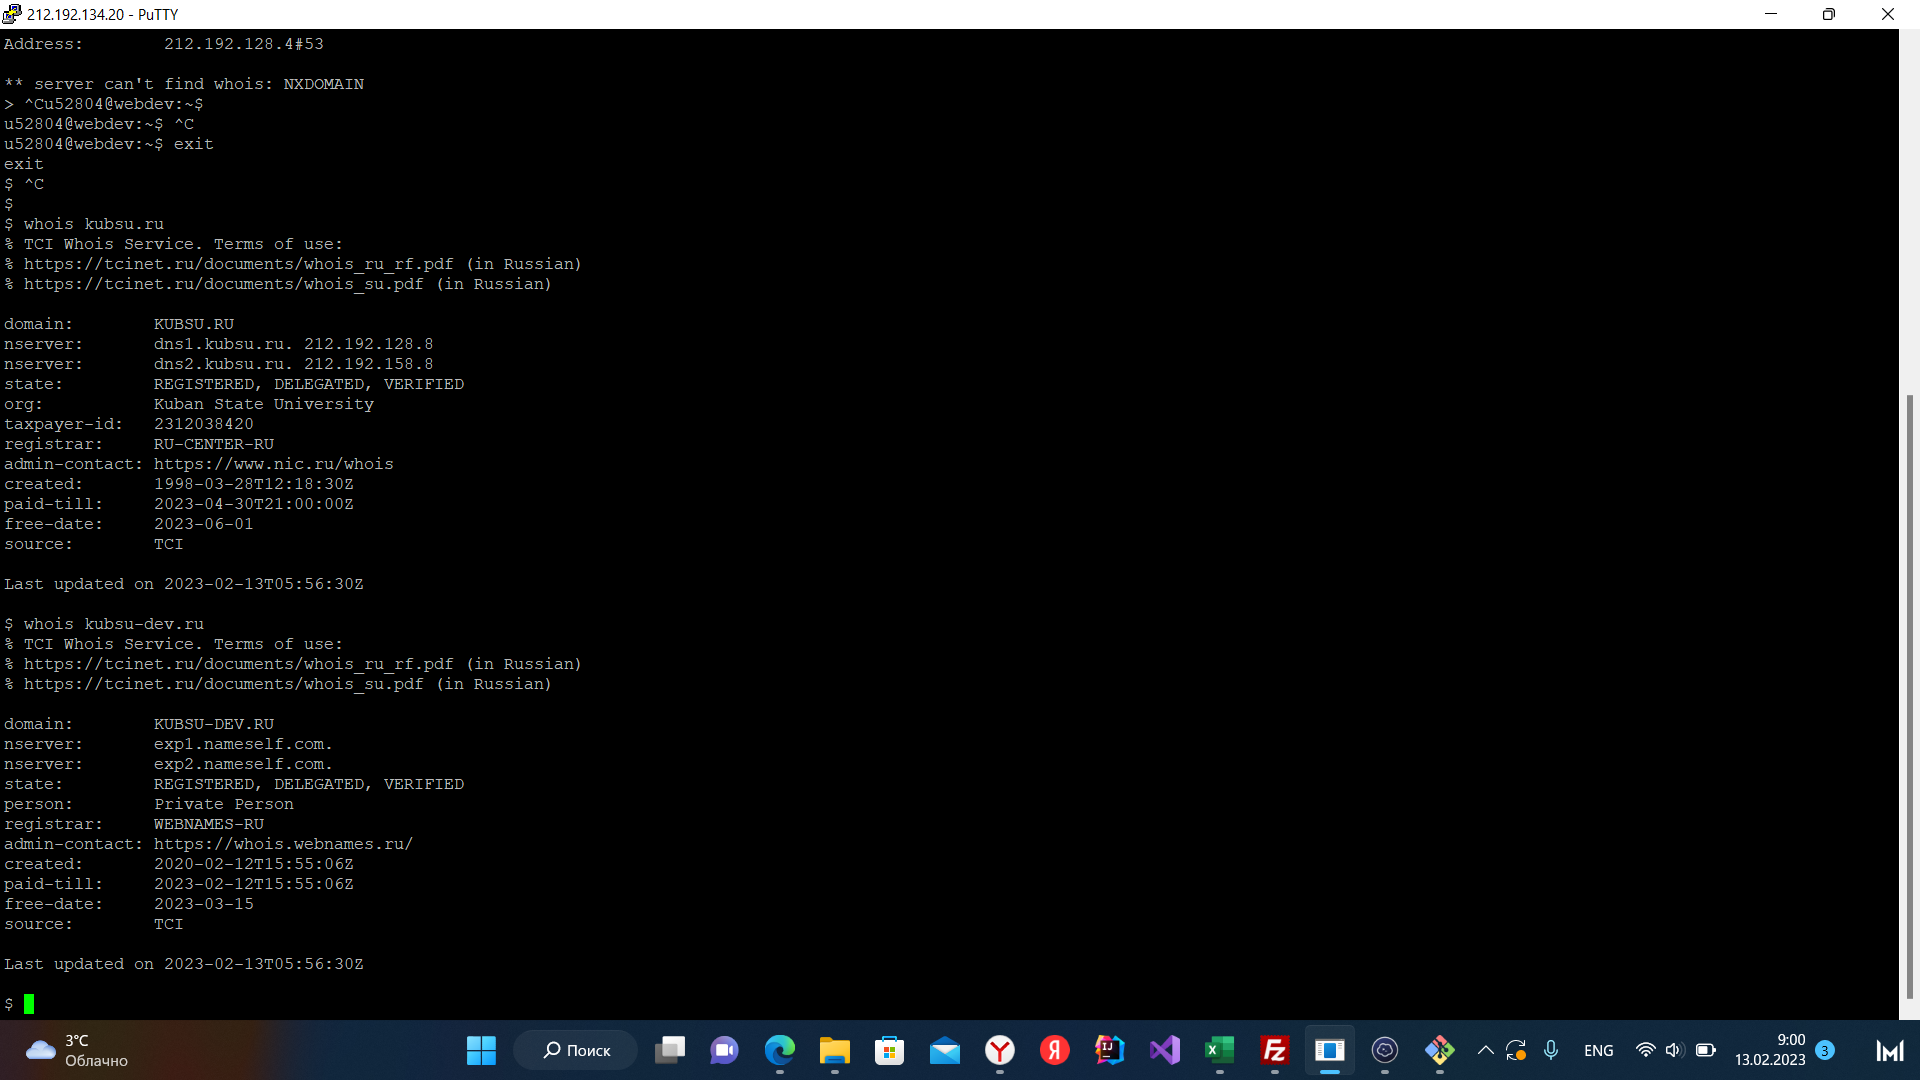 212.192.134.20 - PuTTY
Address:        212.192.128.4#53
** server can't find whois: NXDOMAIN
> ^Cu52804@webdev:~$
u52804@webdev:~$ ^C
u52804@webdev:~$ exit
exit
$ ^C
$
$ whois kubsu.ru
% TCI Whois Service. Terms of use:
% https://tcinet.ru/documents/whois_ru_rf.pdf (in Russian)
% https://tcinet.ru/documents/whois_su.pdf (in Russian)
domain:        KUBSU.RU
nserver:       dns1.kubsu.ru. 212.192.128.8
nserver:       dns2.kubsu.ru. 212.192.158.8
state:         REGISTERED, DELEGATED, VERIFIED
org:           Kuban State University
taxpayer-id:   2312038420
registrar:     RU-CENTER-RU
admin-contact: https://www.nic.ru/whois
created:       1998-03-28T12:18:30Z
paid-till:     2023-04-30T21:00:00Z
free-date:     2023-06-01
source:        TCI
Last updated on 2023-02-13T05:56:30Z
$ whois kubsu-dev.ru
% TCI Whois Service. Terms of use:
% https://tcinet.ru/documents/whois_ru_rf.pdf (in Russian)
% https://tcinet.ru/documents/whois_su.pdf (in Russian)
domain:        KUBSU-DEV.RU
nserver:       exp1.nameself.com.
nserver:       exp2.nameself.com.
state:         REGISTERED, DELEGATED, VERIFIED
person:        Private Person
registrar:     WEBNAMES-RU
admin-contact: https://whois.webnames.ru/
created:       2020-02-12T15:55:06Z
paid-till:     2023-02-12T15:55:06Z
free-date:     2023-03-15
source:        TCI
Last updated on 2023-02-13T05:56:30Z
$
3°C
Облачно
Поиск
ENG
9:00
13.02.2023
3